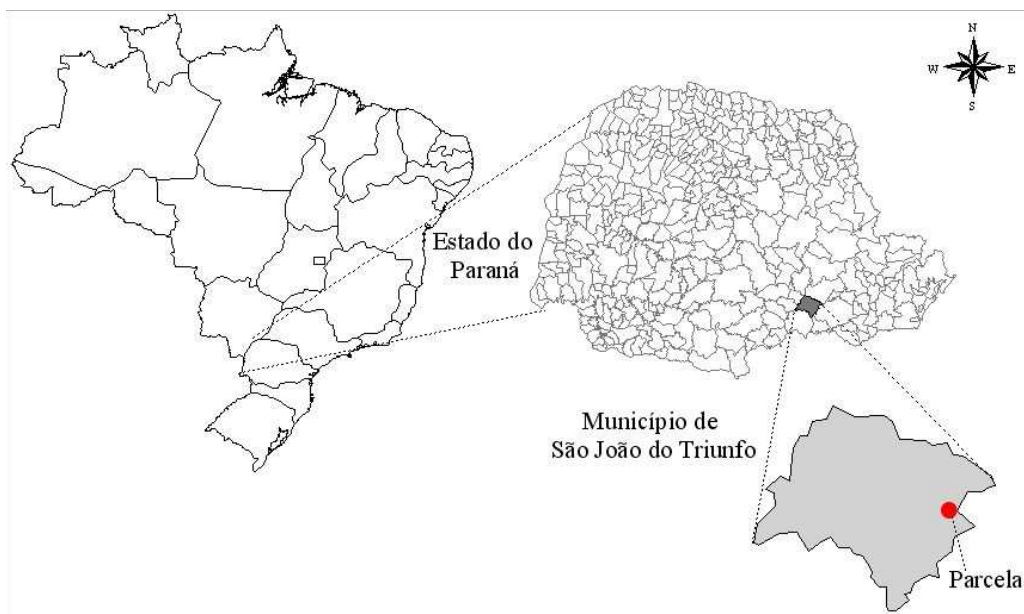 N
W
E
S
Estado do
Paraná
Município de
São João do Triunfo
Parcela